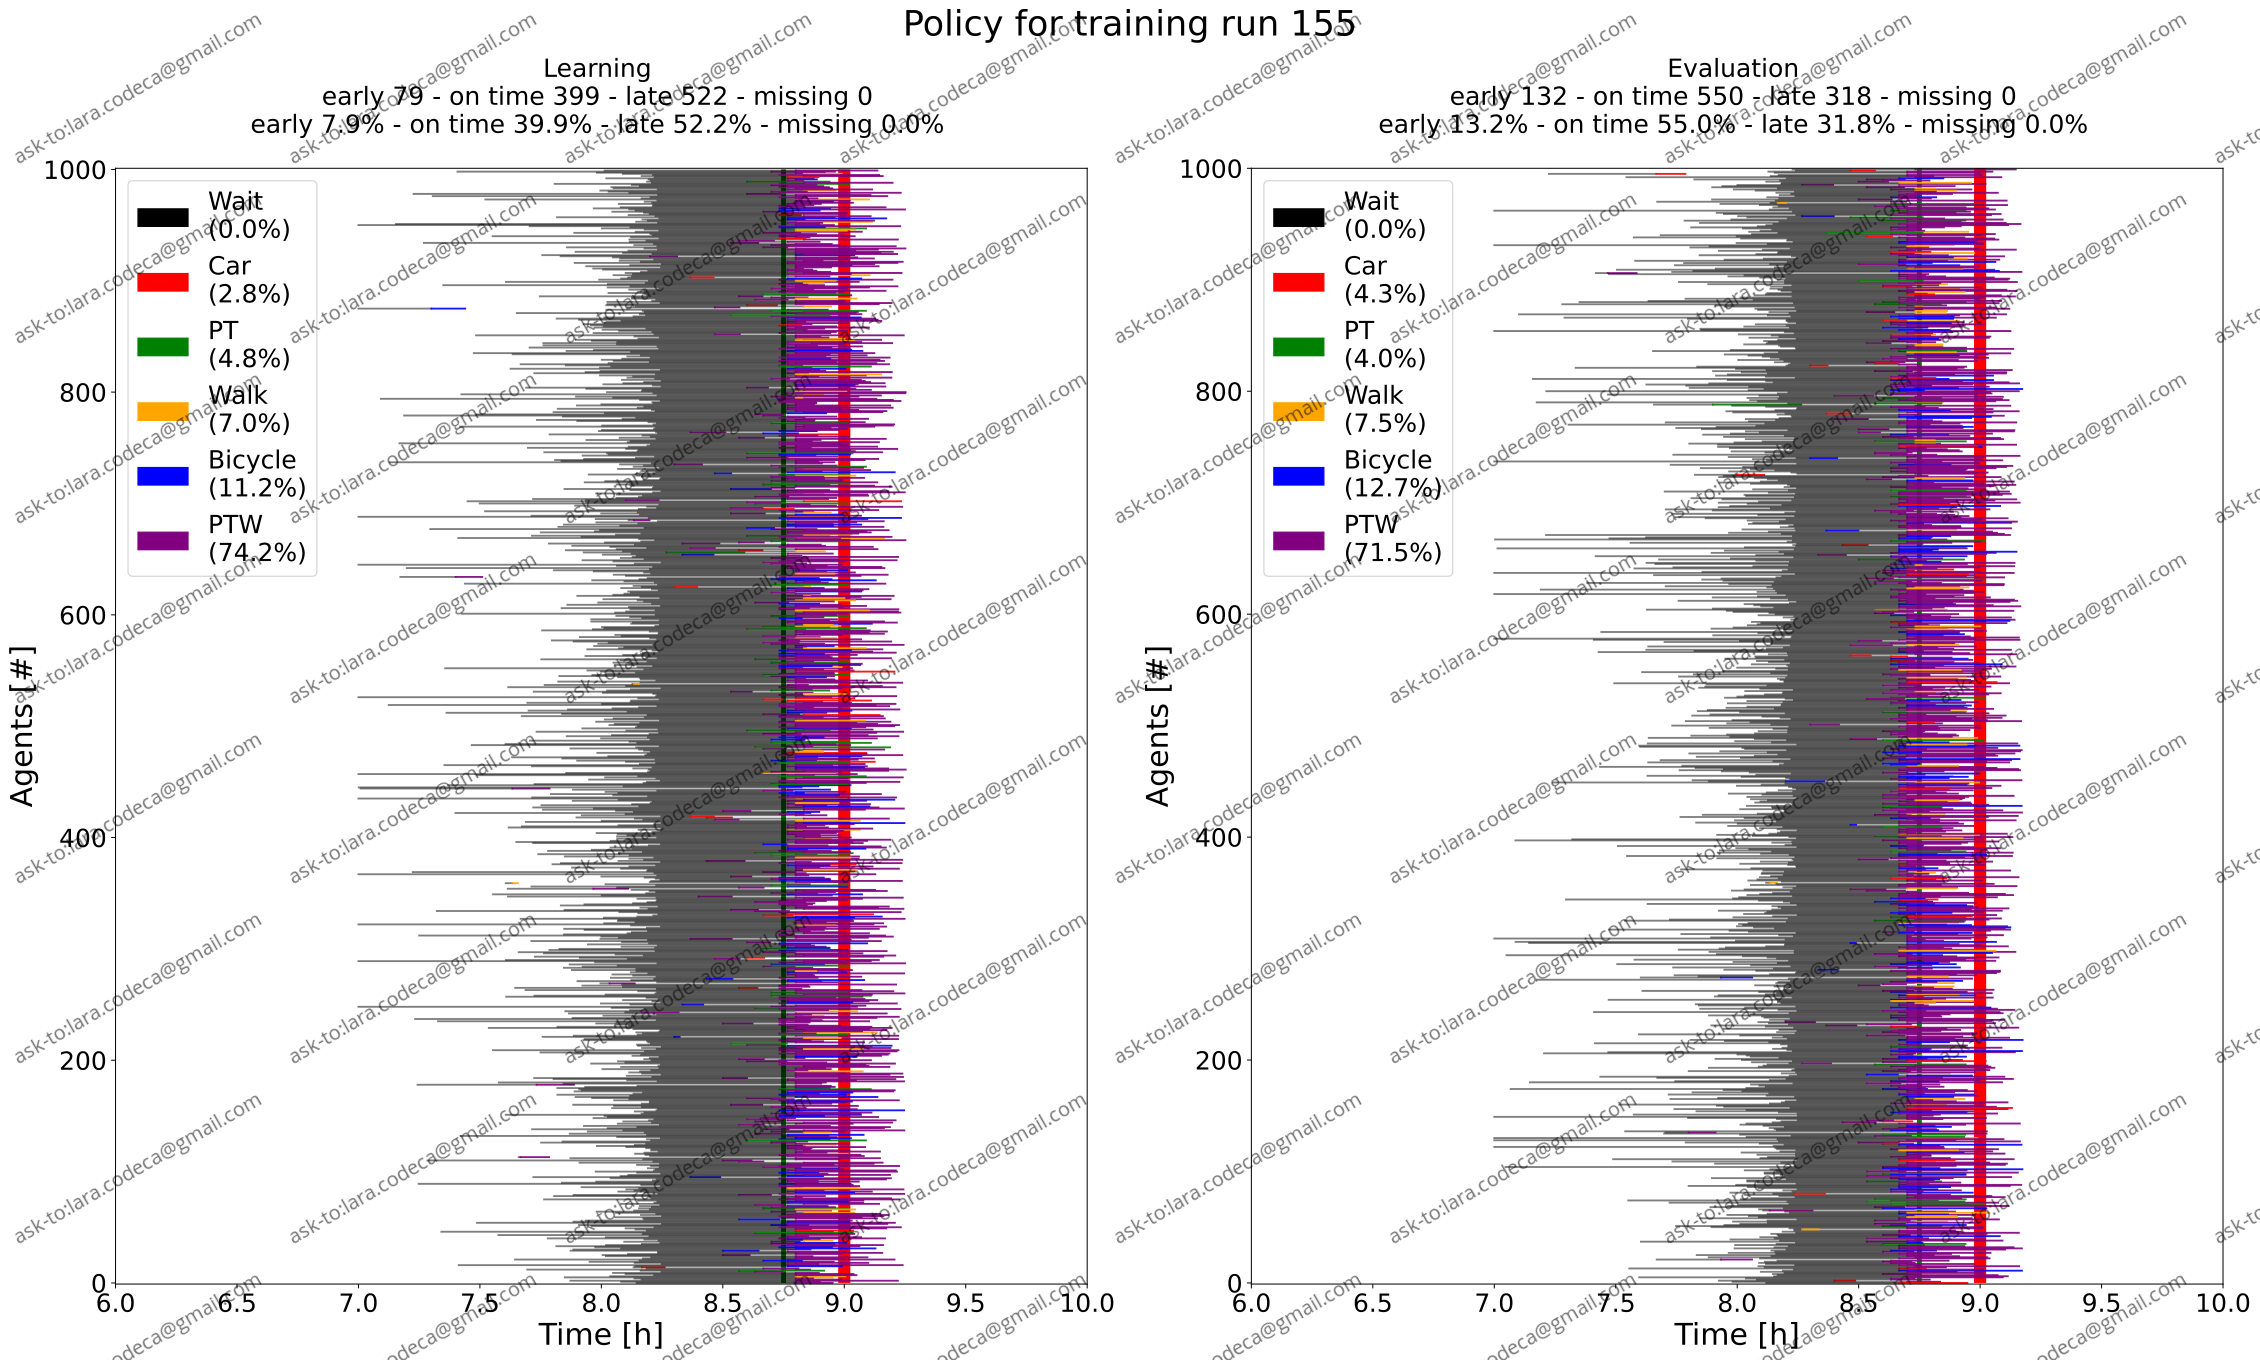 Policy for training run 155
Learning
early 79 - on time 399 - late 522 - missing 0
early 7.9% - on time 39.9% - late 52.2% - missing 0.0%
Wait
(0.0%)
Car
(2.8%)
PT
(4.8%)
Walk
(7.0%)
Bicycle
(11.2%)
PTW
(74.2%)
Agents [#]
1000
800
600
400
200
0
6.0 6.5 7.0 7.5 8.0 8.5 9.0 9.5 10.0
Time [h]
Evaluation
early 132 - on time 550 - late 318 - missing 0
early 13.2% - on time 55.0% - late 31.8% - missing 0.0%
Wait
(0.0%)
Car
(4.3%)
PT
(4.0%)
Walk
(7.5%)
Bicycle
(12.7%)
PTW
(71.5%)
Agents [#]
1000
800
600
400
200
0
6.0 6.5 7.0 7.5 8.0 8.5 9.0 9.5 10.0
Time [h]
ask-to:lara.codeca@gmail.com